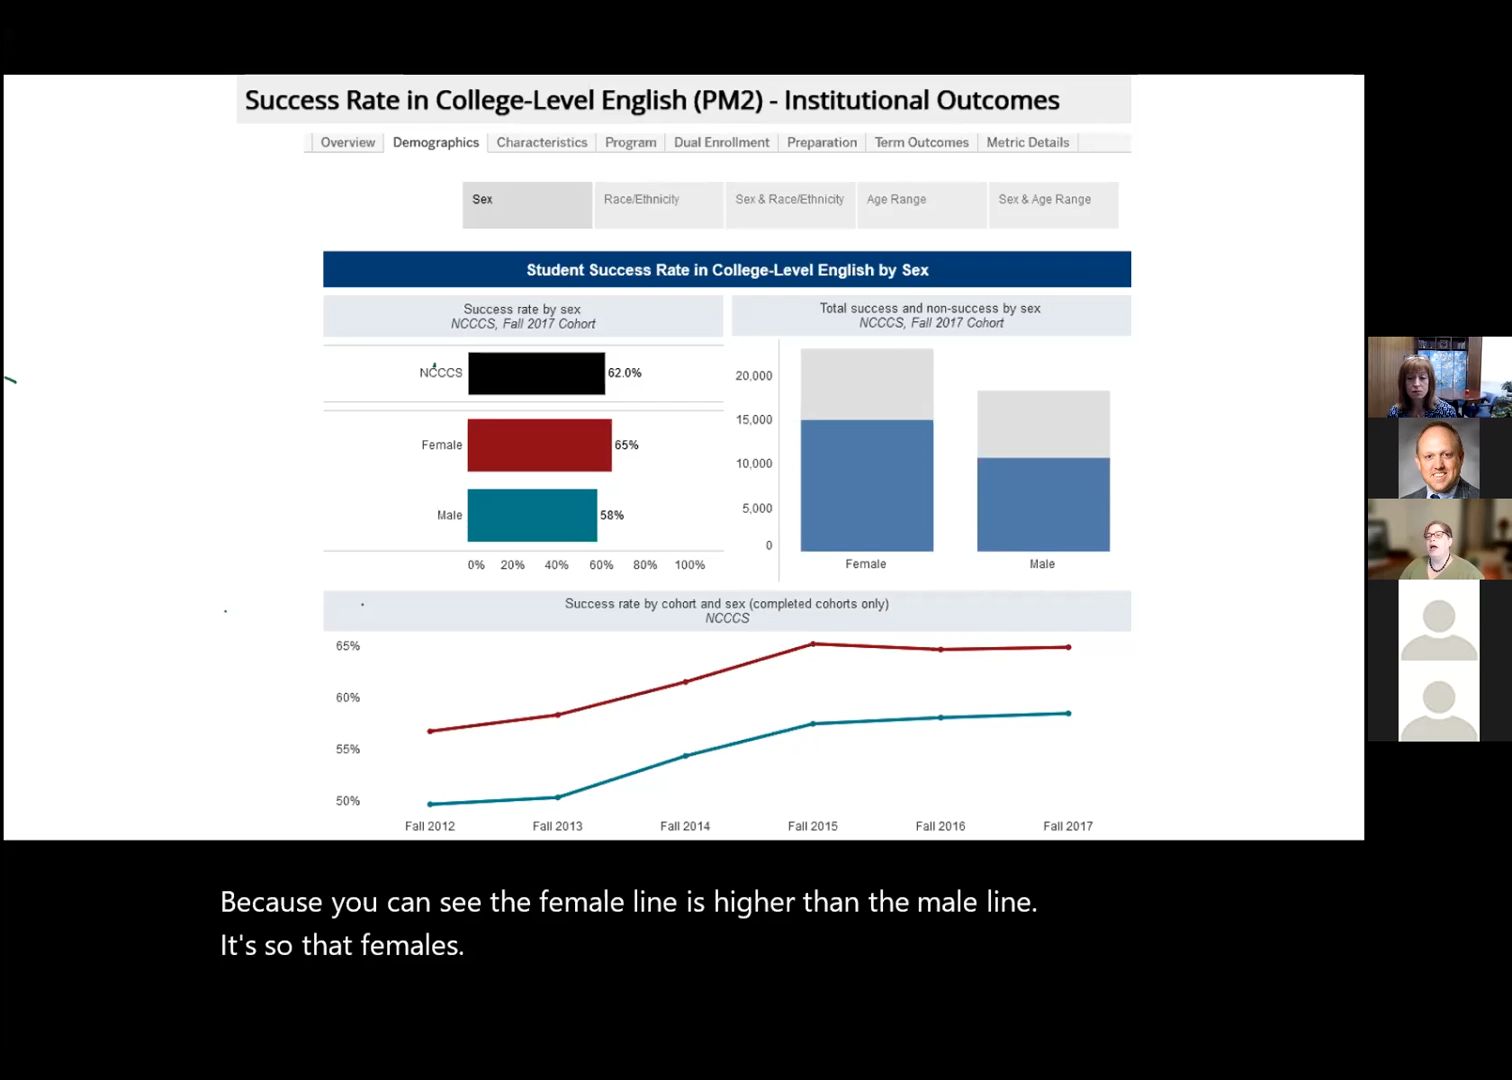 Success Rate in College-Level English (PM2) - Institutional Outcomes
Overview Demographics Characteristics Program Dual Enrollment Preparation Term Outcomes Metric Details
Sex Race/Ethnicity Sex & Race/Ethnicity Age Range Sex & Age Range
Student Success Rate in College-Level English by Sex
Success rate by sex
NCCCS, Fall 2017 Cohort
NCCCS 62.0%
Female 65%
Male 58%
0% 20% 40% 60% 80% 100%
Total success and non-success by sex
NCCCS, Fall 2017 Cohort
20,000
15,000
10,000
5,000
0
Female Male
Success rate by cohort and sex (completed cohorts only)
NCCCS
65%
60%
55%
50%
Fall 2012 Fall 2013 Fall 2014 Fall 2015 Fall 2016 Fall 2017
Because you can see the female line is higher than the male line.
It's so that females.